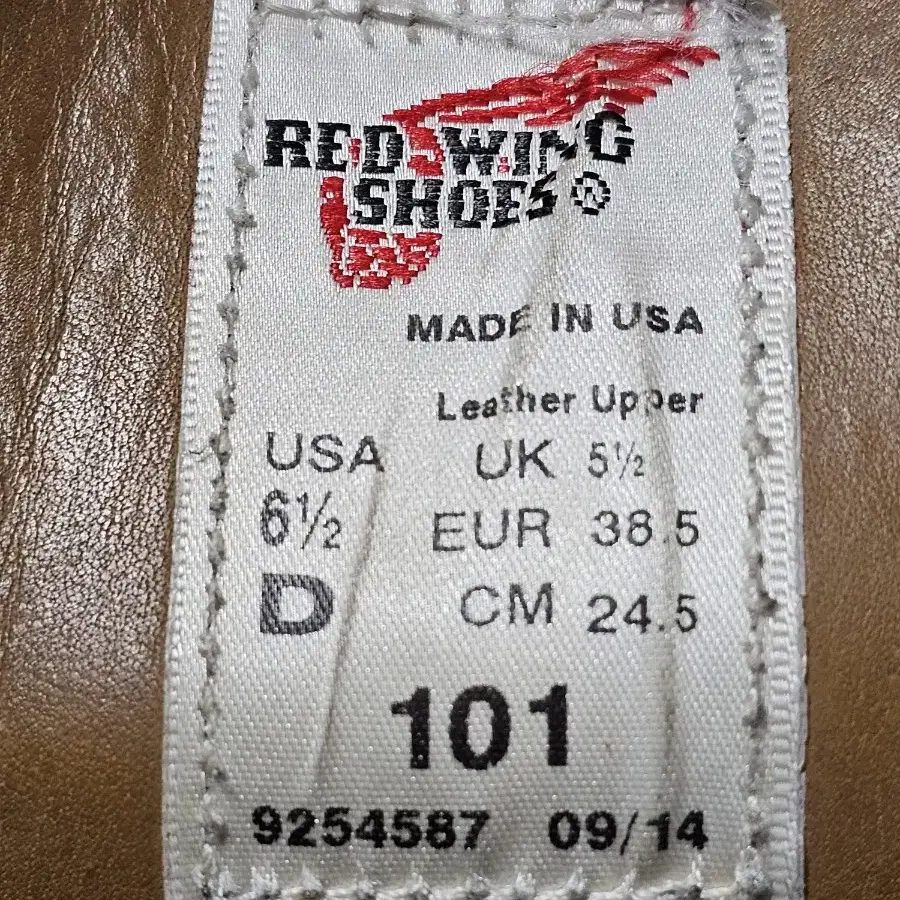 RED WING
SHOES®
MADE IN USA
Leather Upper
USA UK 5½
6½ EUR 38.5
D CM 24.5
101
9254587 09/14